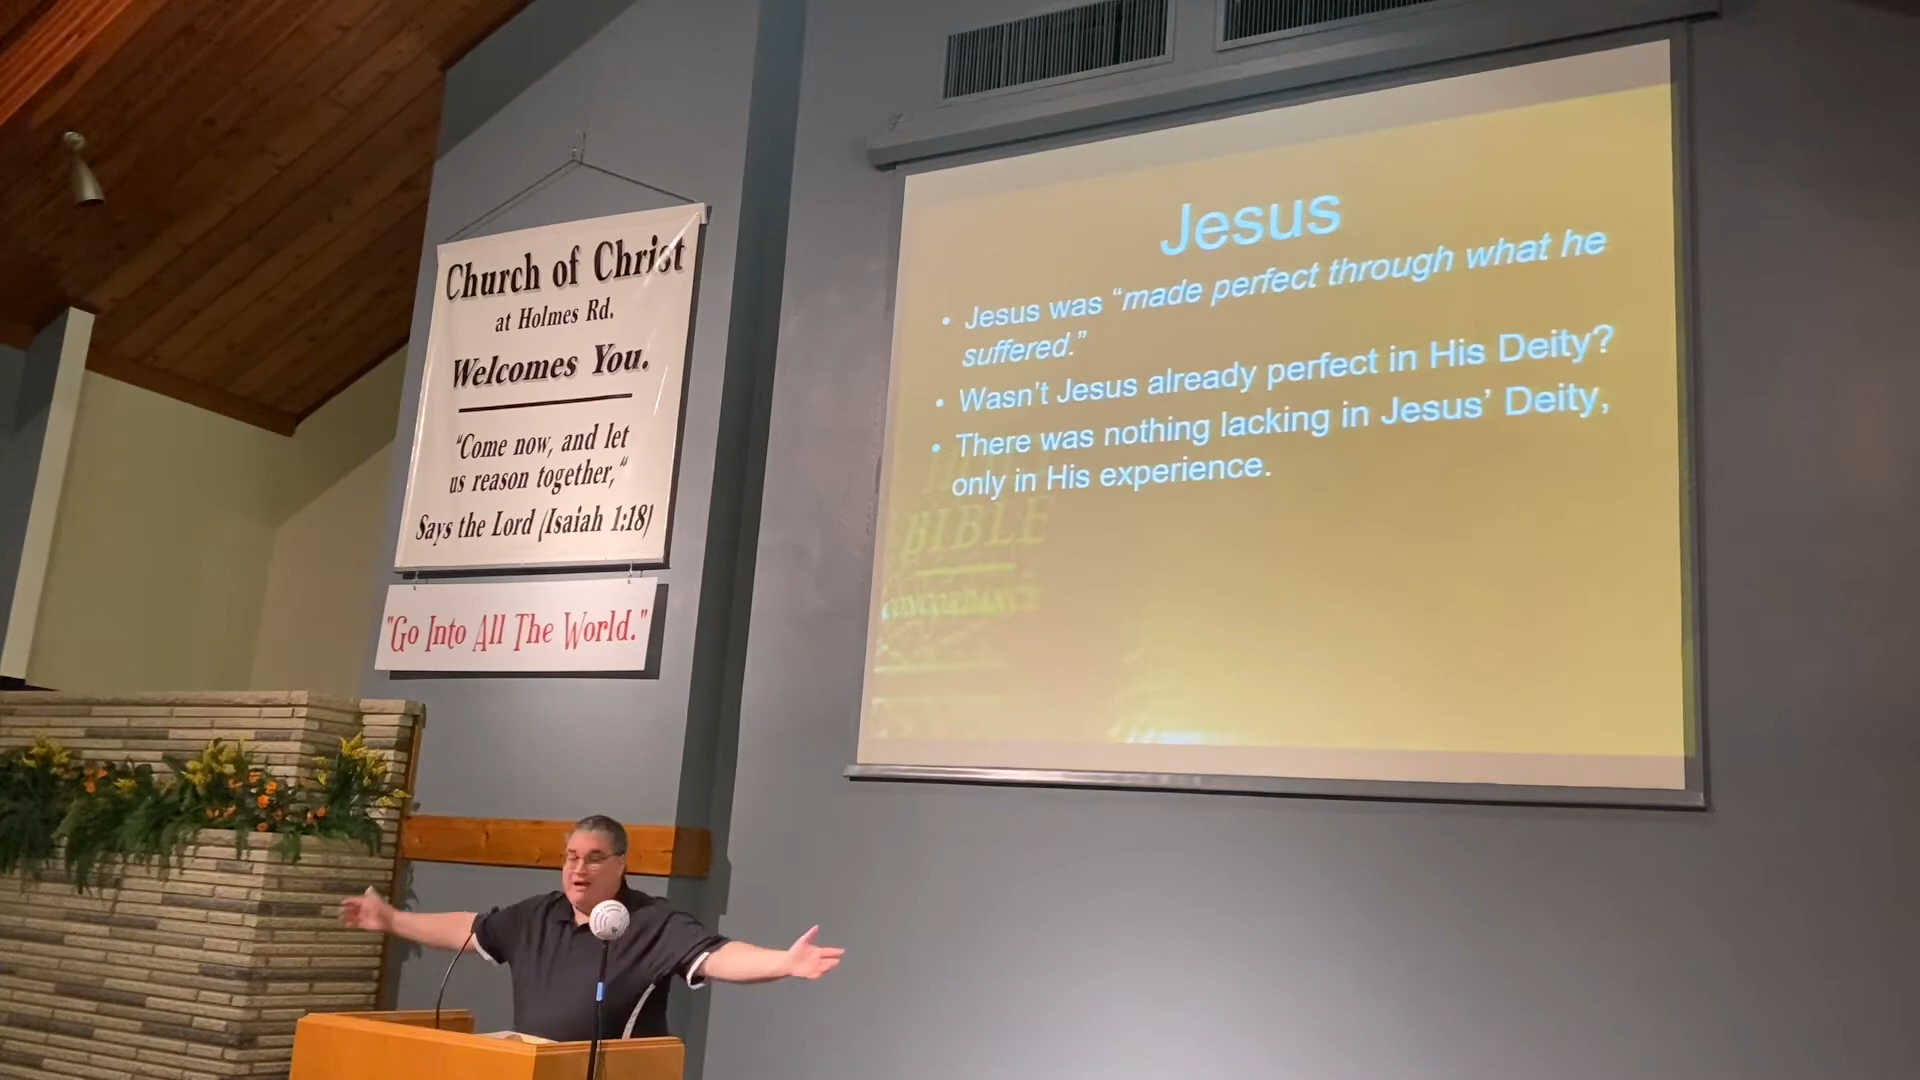 Church of Christ
at Holmes Rd.
Welcomes You.
"Come now, and let
us reason together,"
Says the Lord (Isaiah 1:18)
"Go Into All The World."
Jesus
• Jesus was “made perfect through what he
suffered.”
• Wasn’t Jesus already perfect in His Deity?
• There was nothing lacking in Jesus’ Deity,
only in His experience.
BIBLE
CONCORDANCE